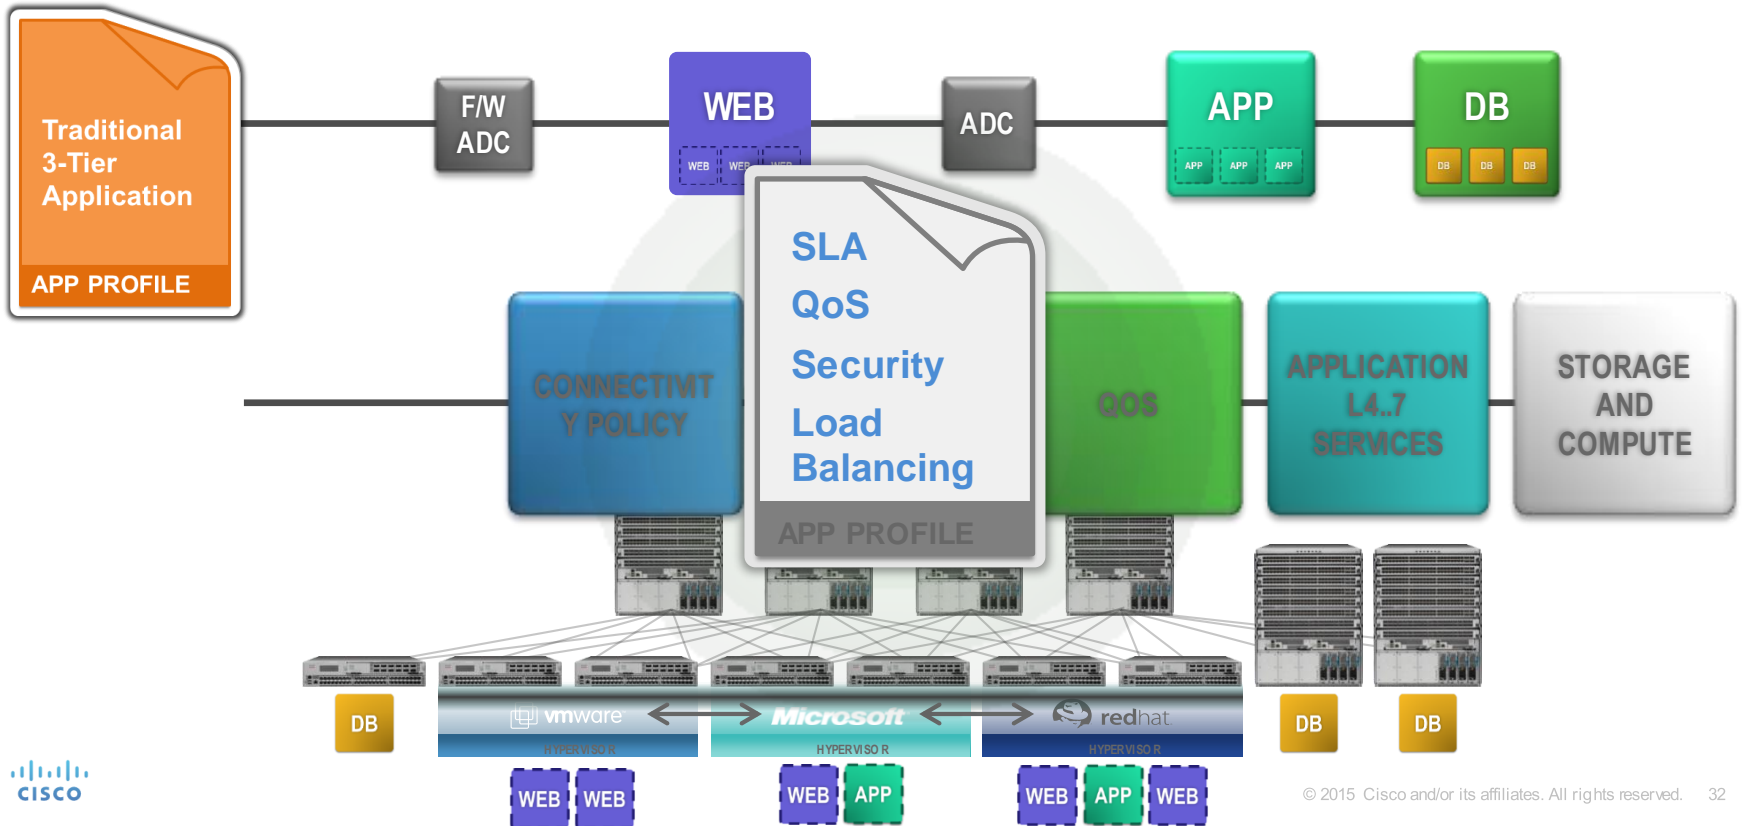 Traditional
3-Tier
Application
APP PROFILE
F/W
ADC
WEB
WEB WEB WEB
ADC
APP
APP APP APP
DB
DB DB DB
SLA
QoS
Security
Load
Balancing
APP PROFILE
CONNECTIVIT
Y POLICY
QOS
APPLICATION
L4..7
SERVICES
STORAGE
AND
COMPUTE
DB
vmware
HYPERVISOR
Microsoft
HYPERVISOR
redhat.
HYPERVISOR
DB
DB
WEB WEB
WEB APP
WEB APP WEB
CISCO
© 2015 Cisco and/or its affiliates. All rights reserved. 32